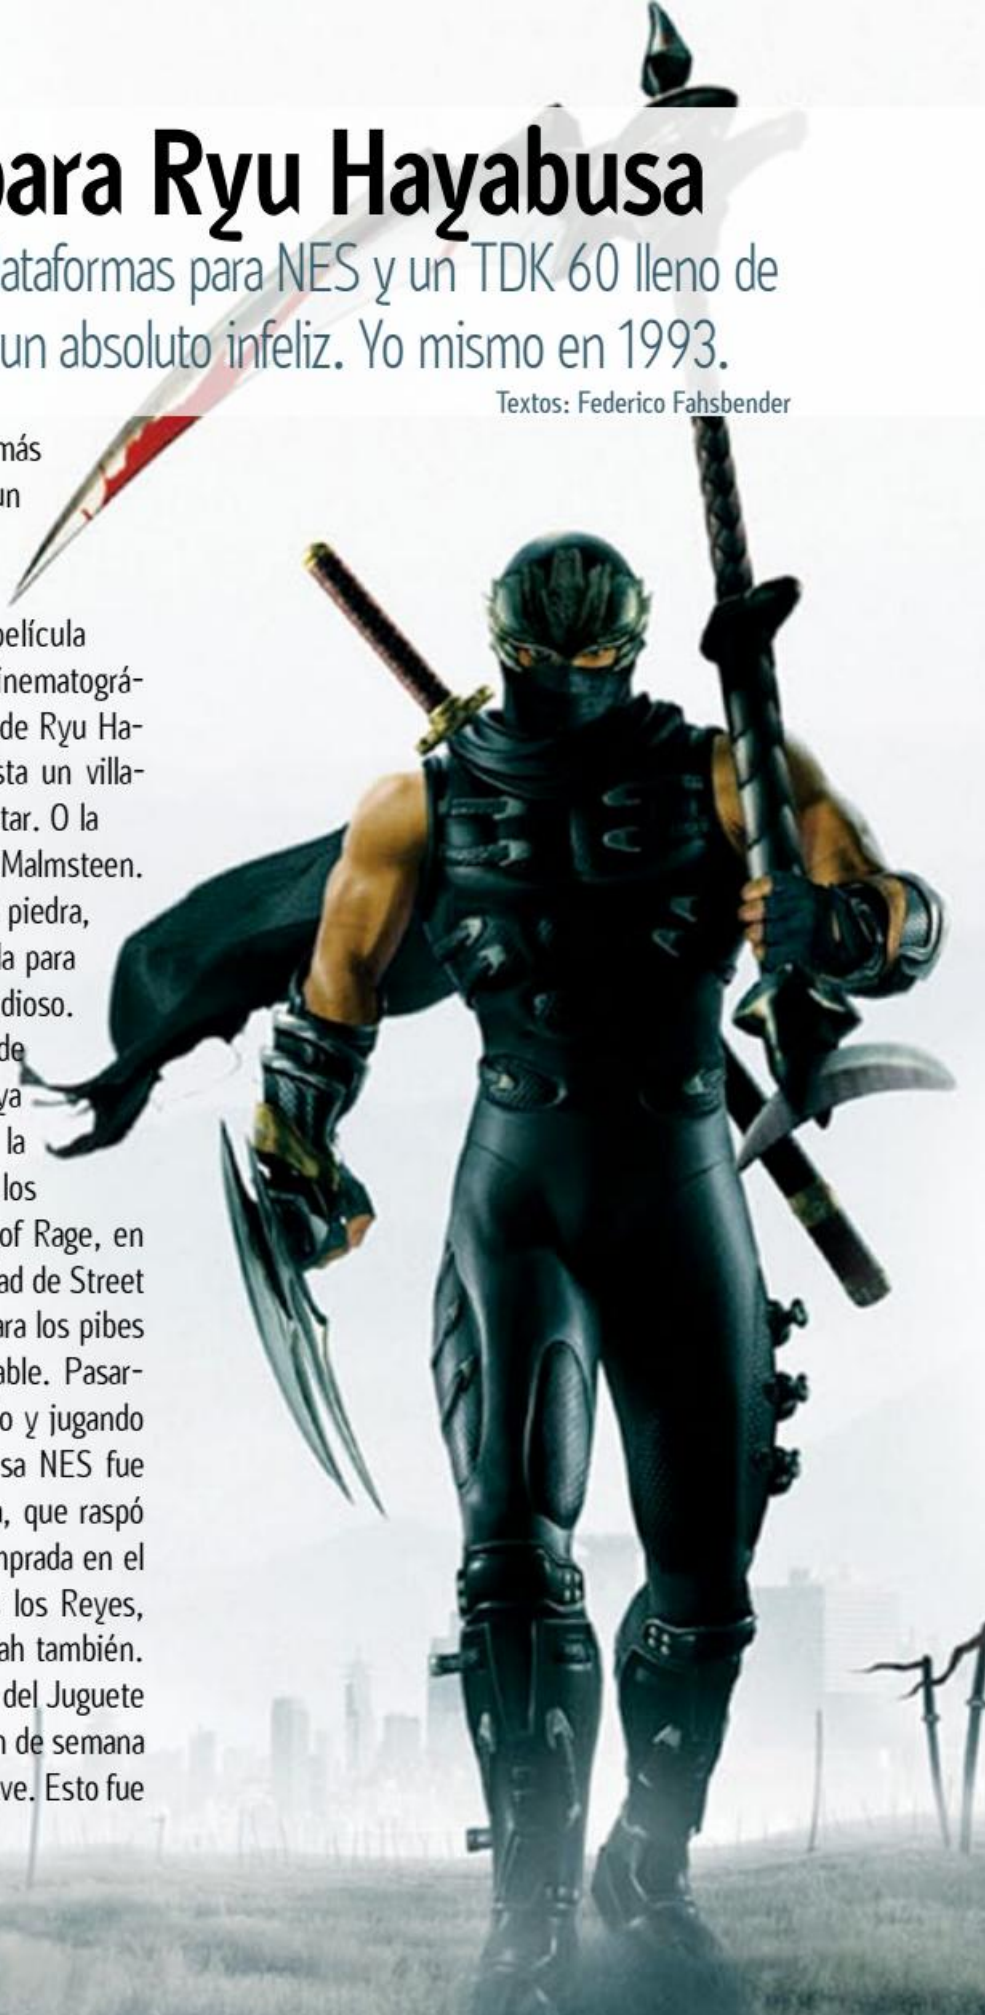 para Ryu Hayabusa
ataformas para NES y un TDK 60 lleno de
un absoluto infeliz. Yo mismo en 1993.
Textos: Federico Fahsbender
más
un
película
inematográ-
de Ryu Ha-
sta un villa-
tar. O la
Malmsteen.
piedra,
la para
dioso.
de
ya
la
los
of Rage, en
ad de Street
ara los pibes
able. Pasar-
o y jugando
sa NES fue
, que raspó
mprada en el
los Reyes,
ah también.
del Juguete
n de semana
ve. Esto fue